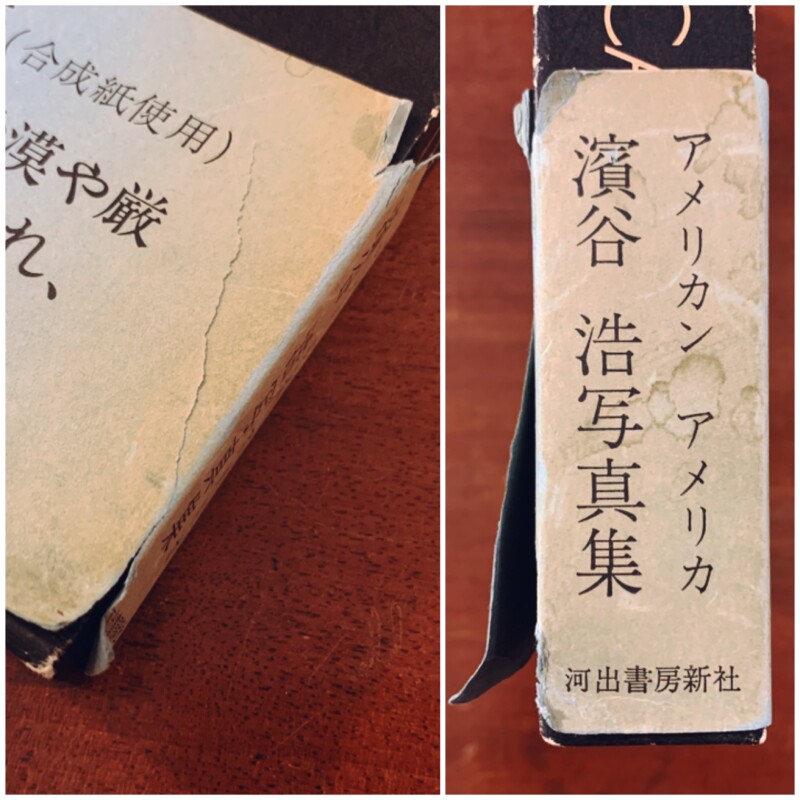 （合成紙使用）
漠や厳
れ、
CA
アメリカン アメリカ
濱谷 浩写真集
河出書房新社